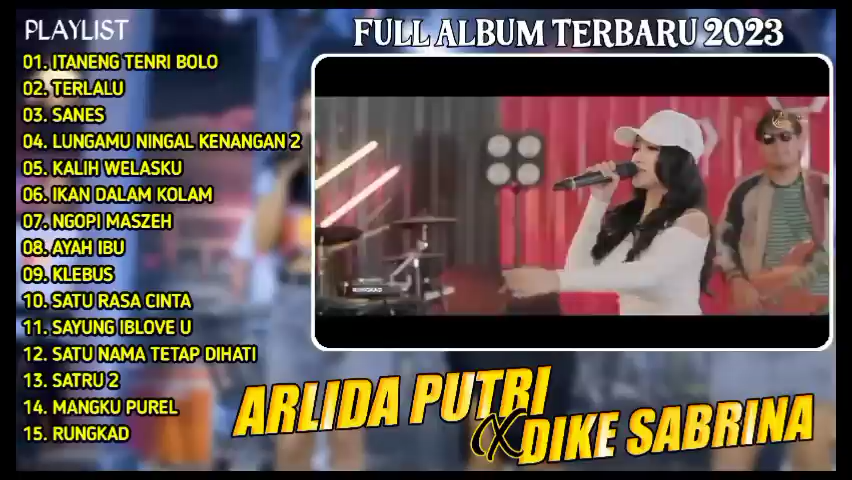 PLAYLIST
FULL ALBUM TERBARU 2023
01. ITANENG TENRI BOLO
02. TERLALU
03. SANES
04. LUNGAMU NINGAL KENANGAN 2
05. KALIH WELASKU
06. IKAN DALAM KOLAM
07. NGOPI MASZEH
08. AYAH IBU
09. KLEBUS
10. SATU RASA CINTA
11. SAYUNG IBLOVE U
12. SATU NAMA TETAP DIHATI
13. SATRU 2
14. MANGKU PUREL
15. RUNGKAD
RUNGKAD
ARLIDA PUTRI
X DIKE SABRINA